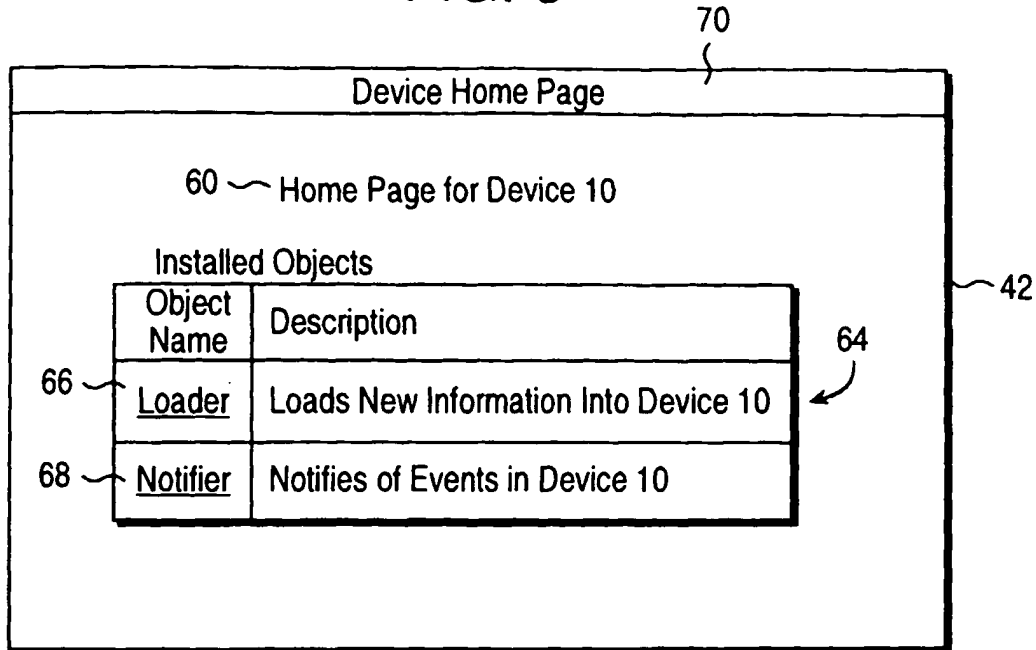 70
Device Home Page
60 Home Page for Device 10
Installed Objects
42
Object Name Description
64
66 Loader Loads New Information Into Device 10
68 Notifier Notifies of Events in Device 10